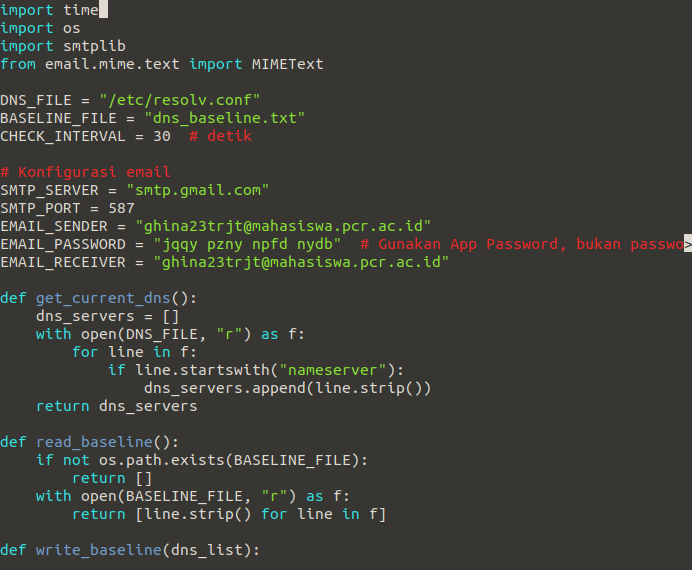 import time
import os
import smtplib
from email.mime.text import MIMEText
DNS_FILE = "/etc/resolv.conf"
BASELINE_FILE = "dns_baseline.txt"
CHECK_INTERVAL = 30  # detik
# Konfigurasi email
SMTP_SERVER = "smtp.gmail.com"
SMTP_PORT = 587
EMAIL_SENDER = "ghina23trjt@mahasiswa.pcr.ac.id"
EMAIL_PASSWORD = "jqqy pzny npfd nydb"  # Gunakan App Password, bukan passwo>
EMAIL_RECEIVER = "ghina23trjt@mahasiswa.pcr.ac.id"
def get_current_dns():
    dns_servers = []
    with open(DNS_FILE, "r") as f:
        for line in f:
            if line.startswith("nameserver"):
                dns_servers.append(line.strip())
    return dns_servers
def read_baseline():
    if not os.path.exists(BASELINE_FILE):
        return []
    with open(BASELINE_FILE, "r") as f:
        return [line.strip() for line in f]
def write_baseline(dns_list):